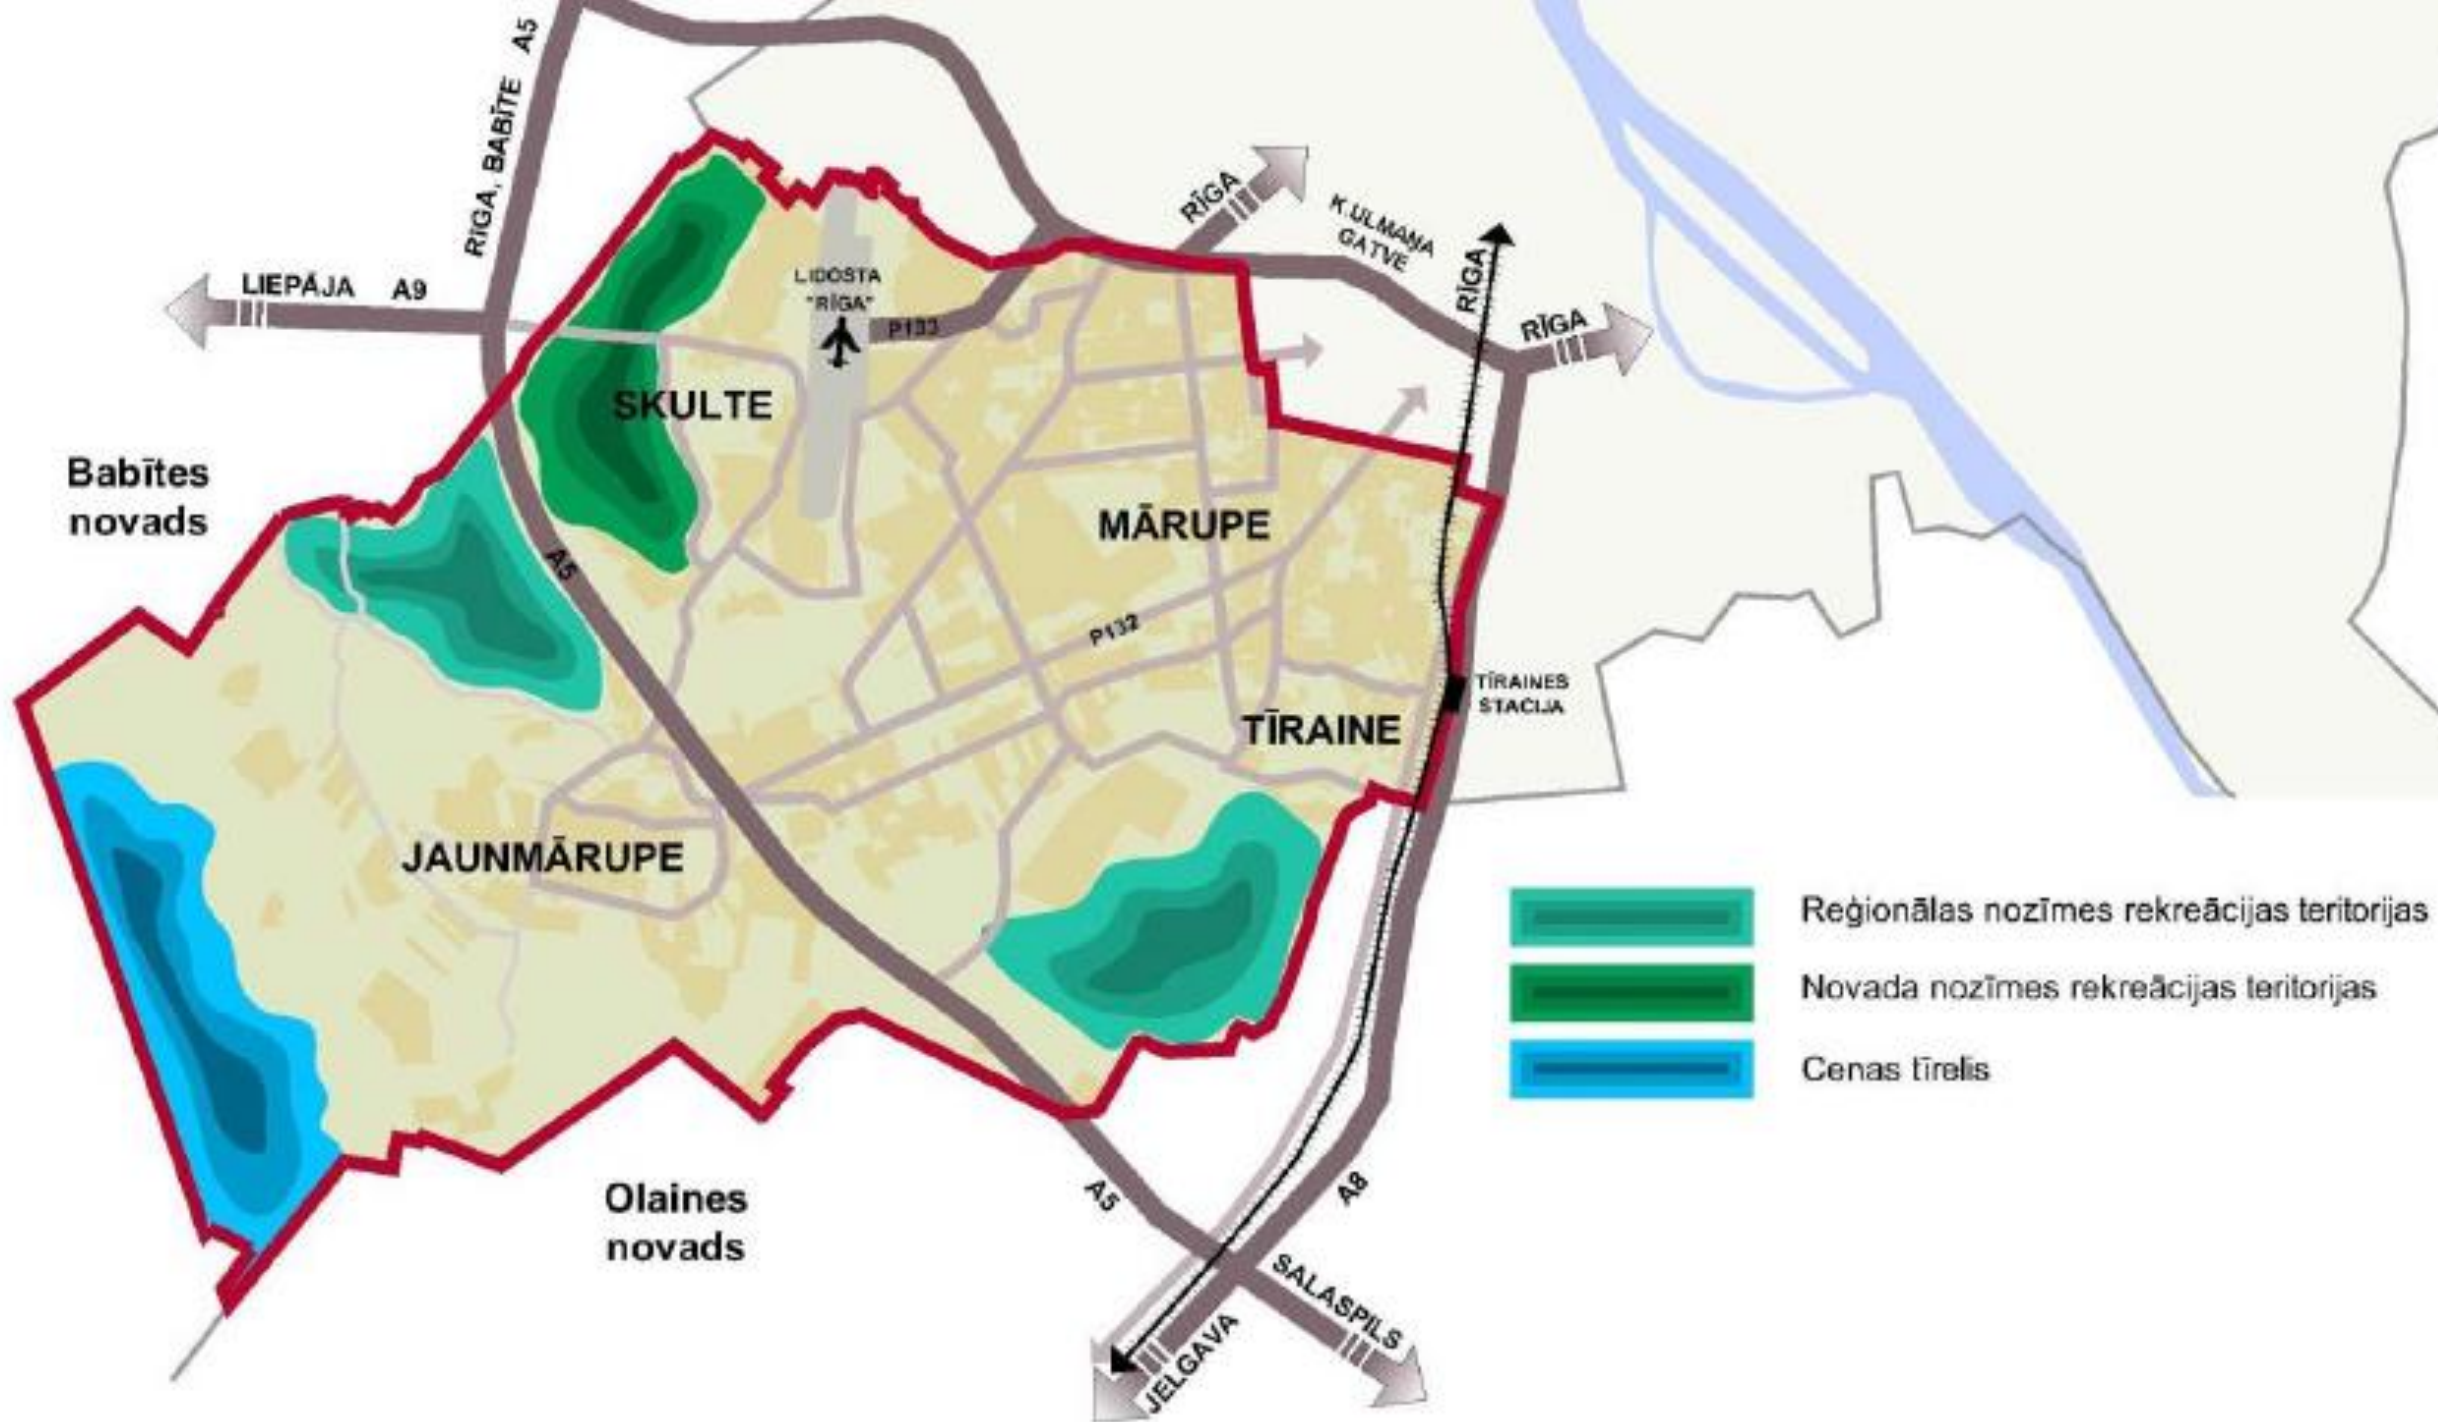 A5
RĪGA, BABĪTE
RĪGA
K.ULMAŅA
GATVE
RĪGA
LIEPĀJA A9
LIDOSTA
"RĪGA"
P133
RĪGA
SKULTE
Babītes
novads
MĀRUPE
A5
P132
TĪRAINES
STACIJA
TĪRAINE
JAUNMĀRUPE
Reģionālas nozīmes rekreācijas teritorijas
Novada nozīmes rekreācijas teritorijas
Cenas tīrelis
Olaines
novads
A5
A8
SALASPILS
JELGAVA